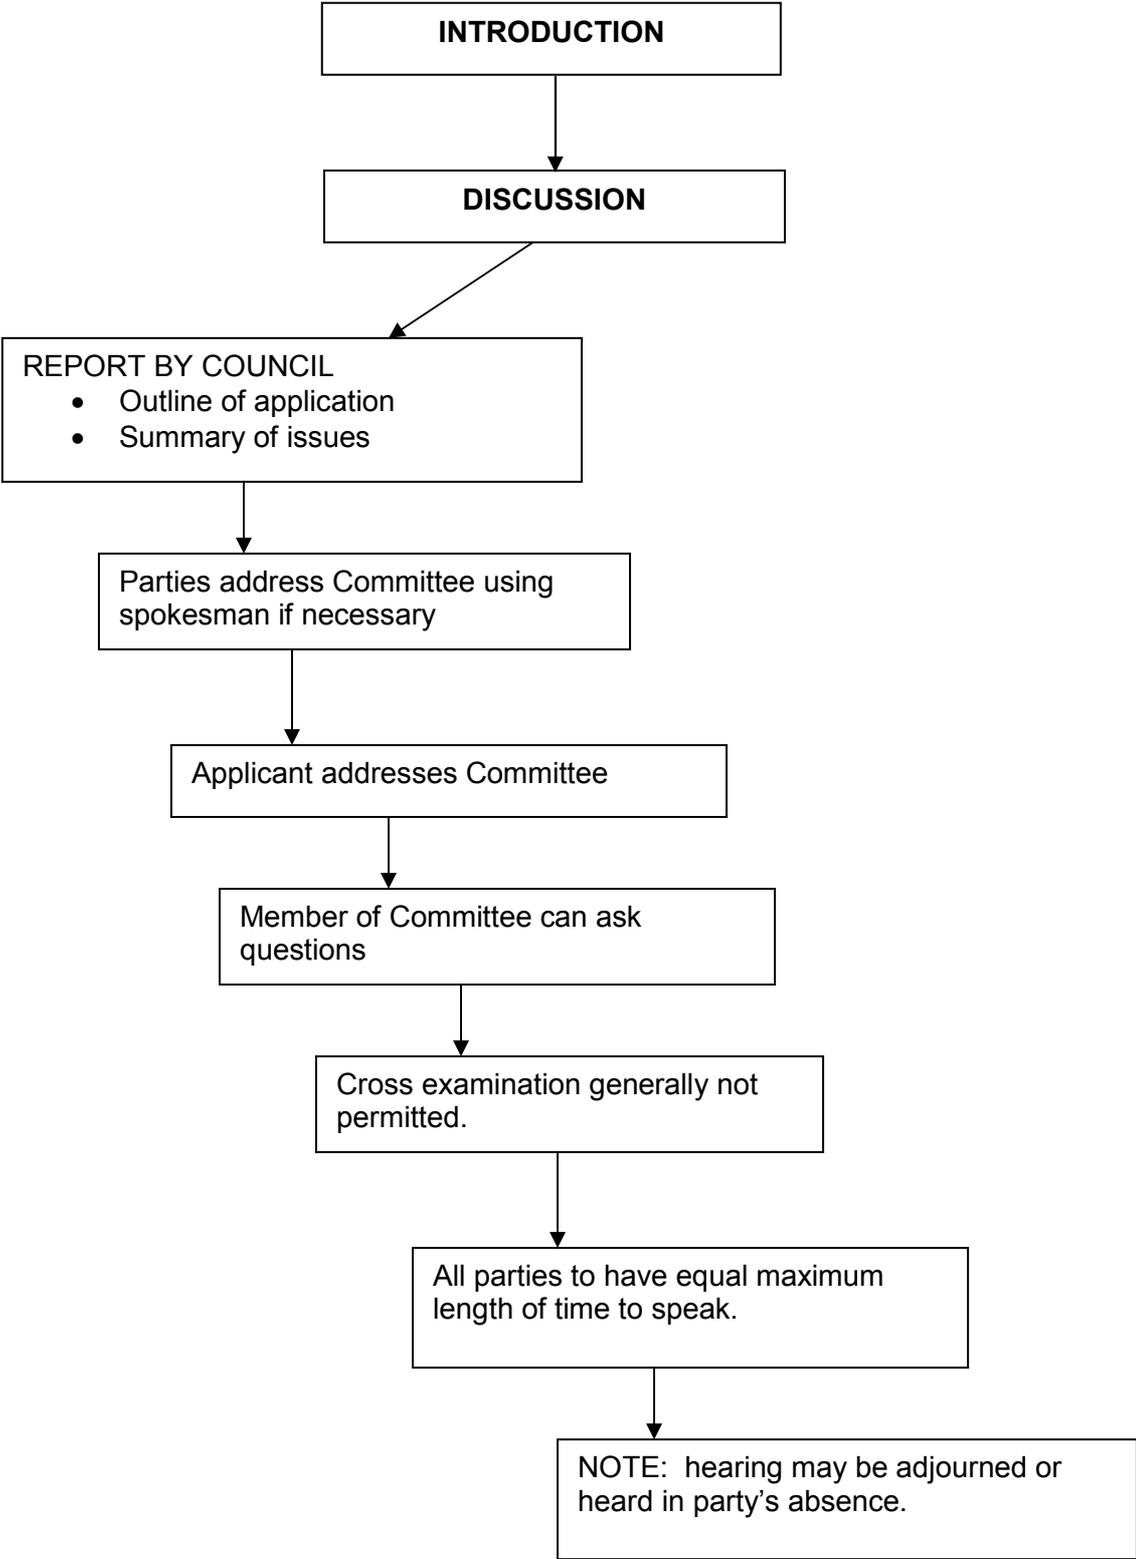 INTRODUCTION
DISCUSSION
REPORT BY COUNCIL
• Outline of application
• Summary of issues
Parties address Committee using
spokesman if necessary
Applicant addresses Committee
Member of Committee can ask
questions
Cross examination generally not
permitted.
All parties to have equal maximum
length of time to speak.
NOTE:  hearing may be adjourned or
heard in party’s absence.